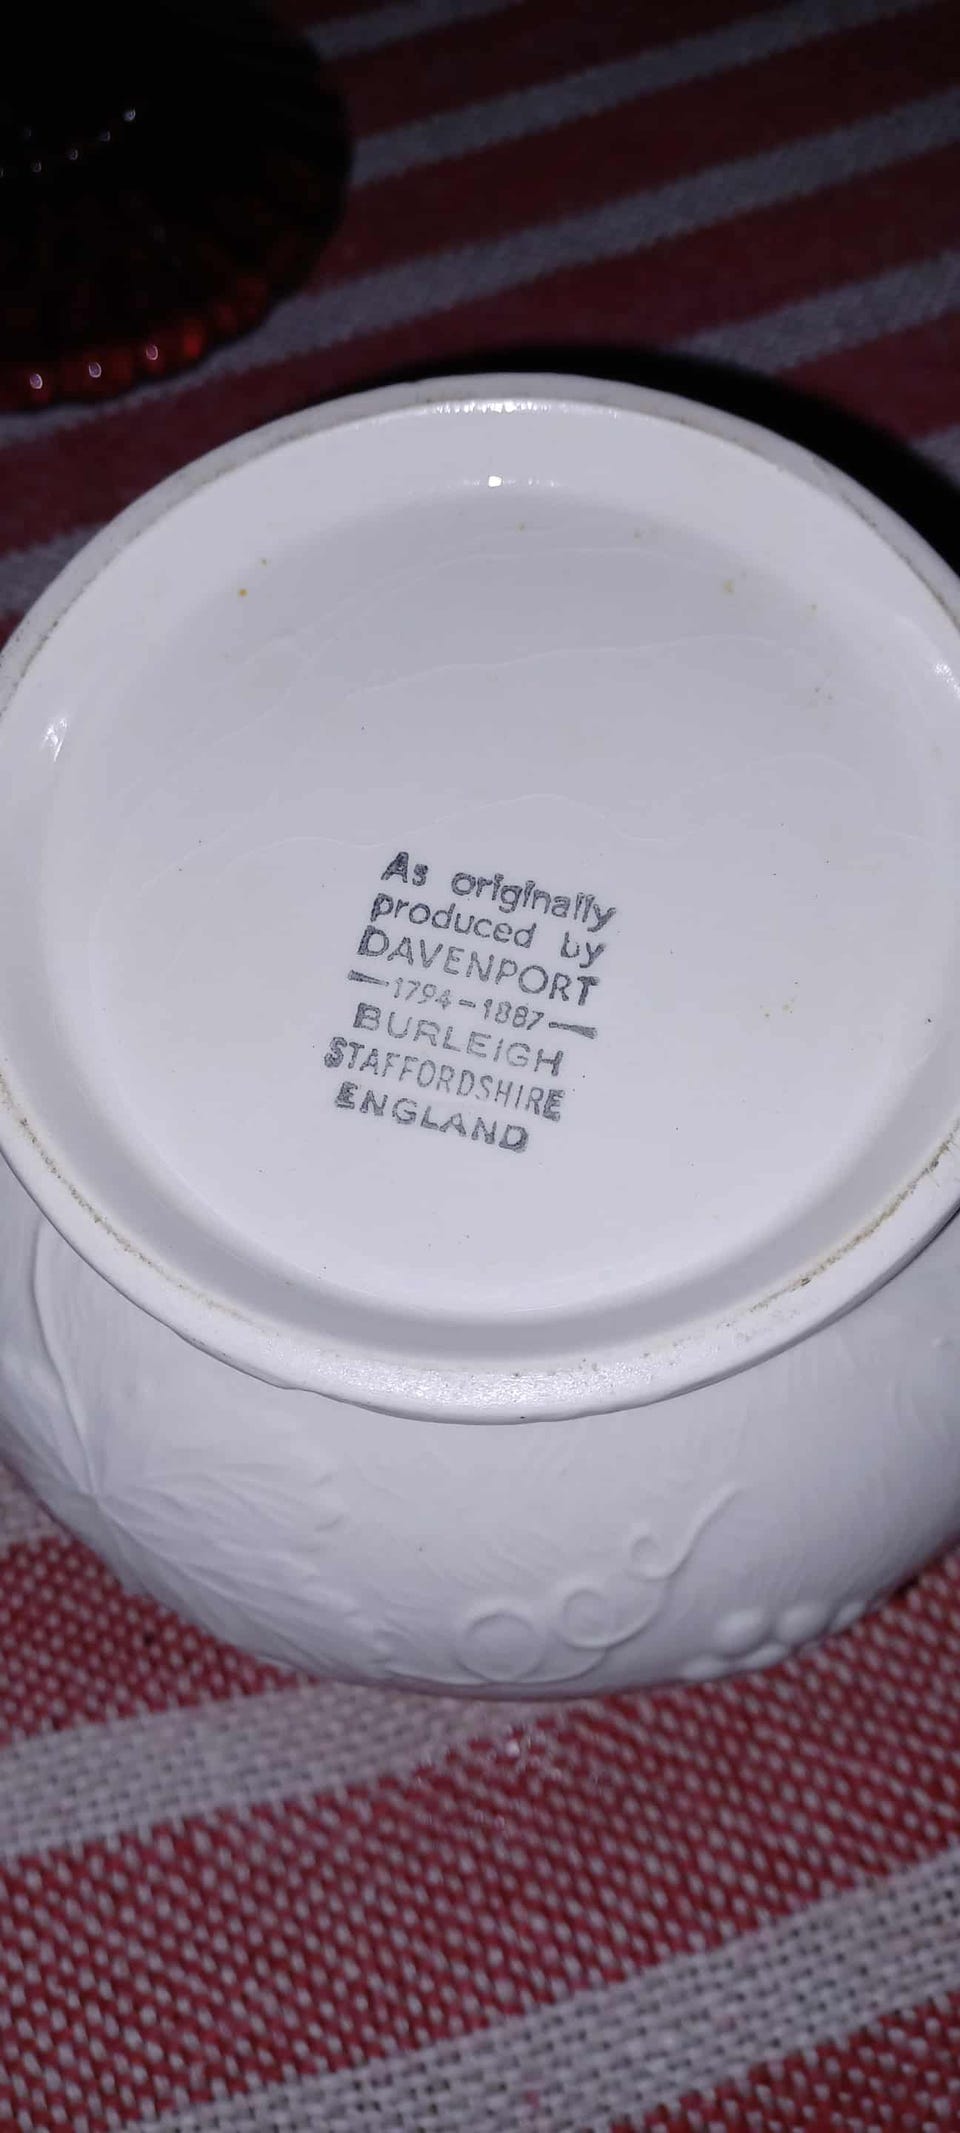 As originally
produced by
DAVENPORT
—1794-1887—
BURLEIGH
STAFFORDSHIRE
ENGLAND